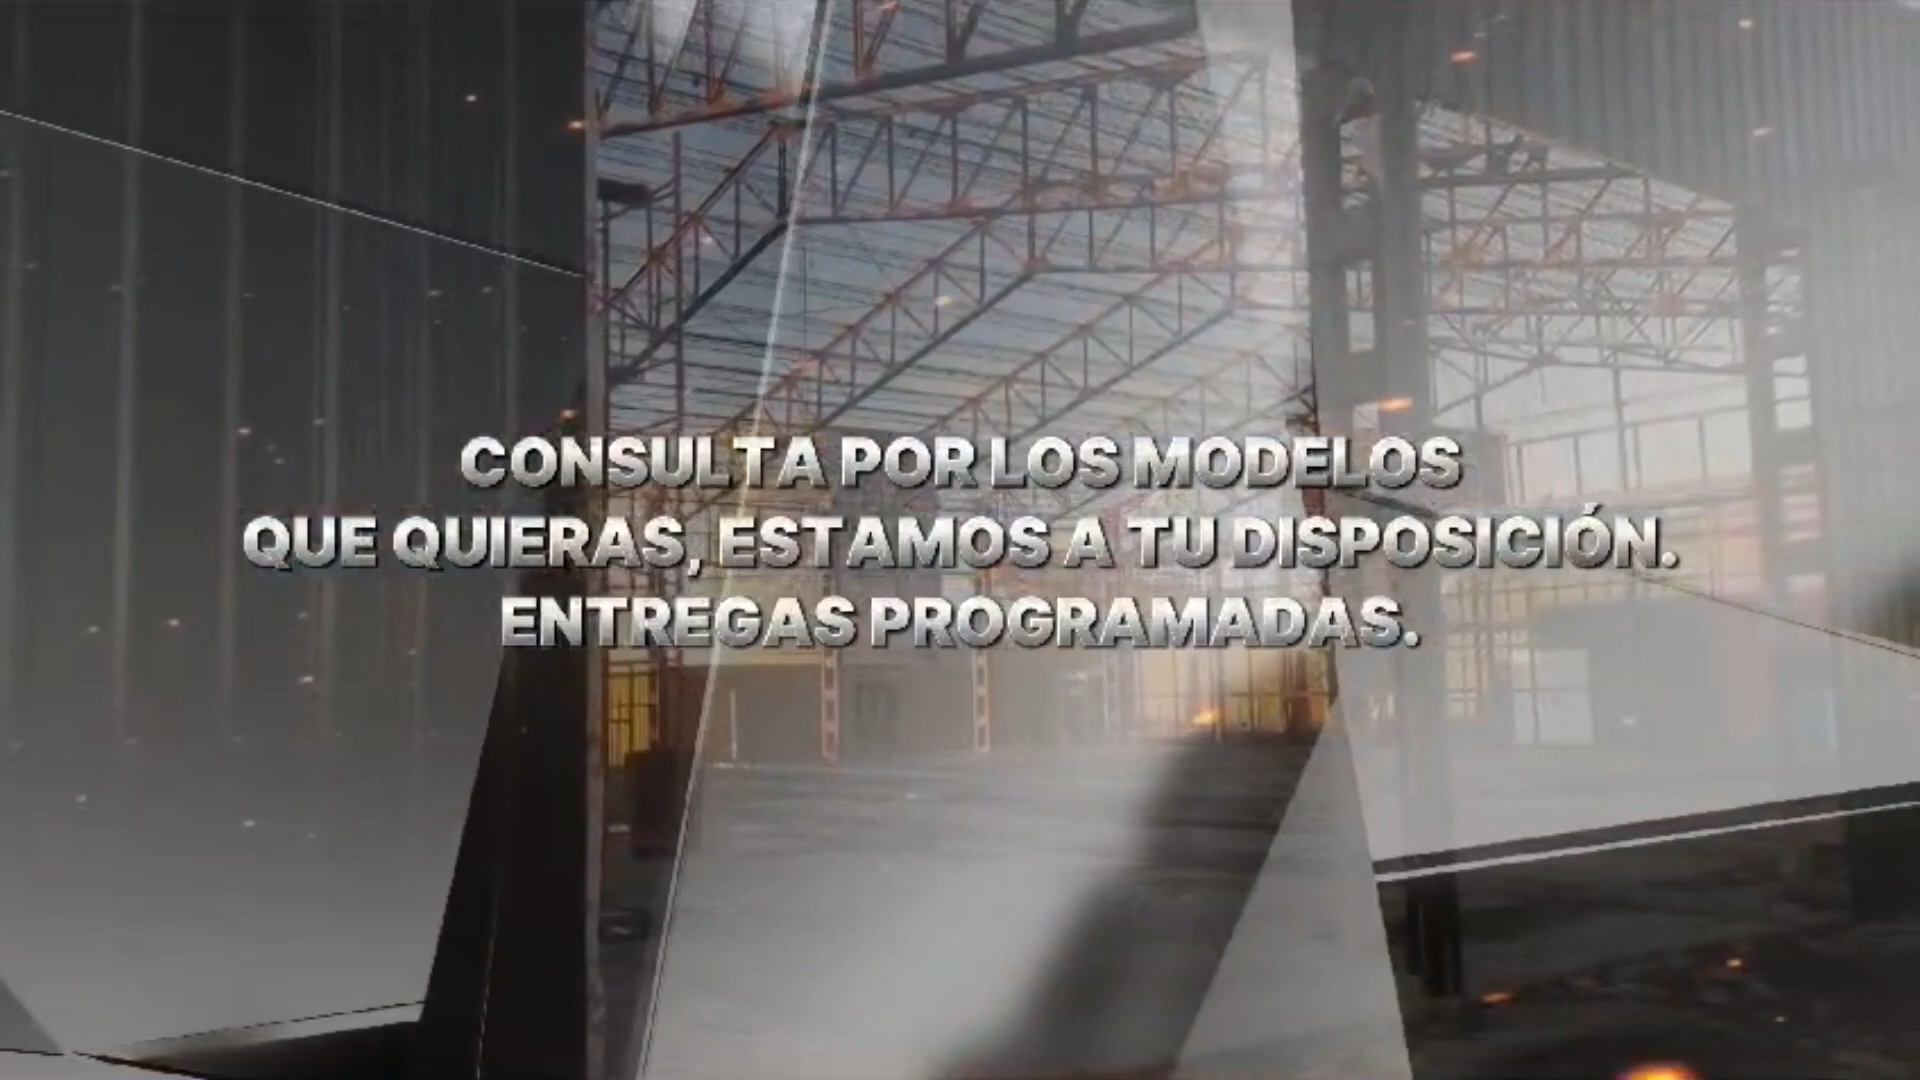 CONSULTA POR LOS MODELOS
QUE QUIERAS, ESTAMOS A TU DISPOSICIÓN.
ENTREGAS PROGRAMADAS.